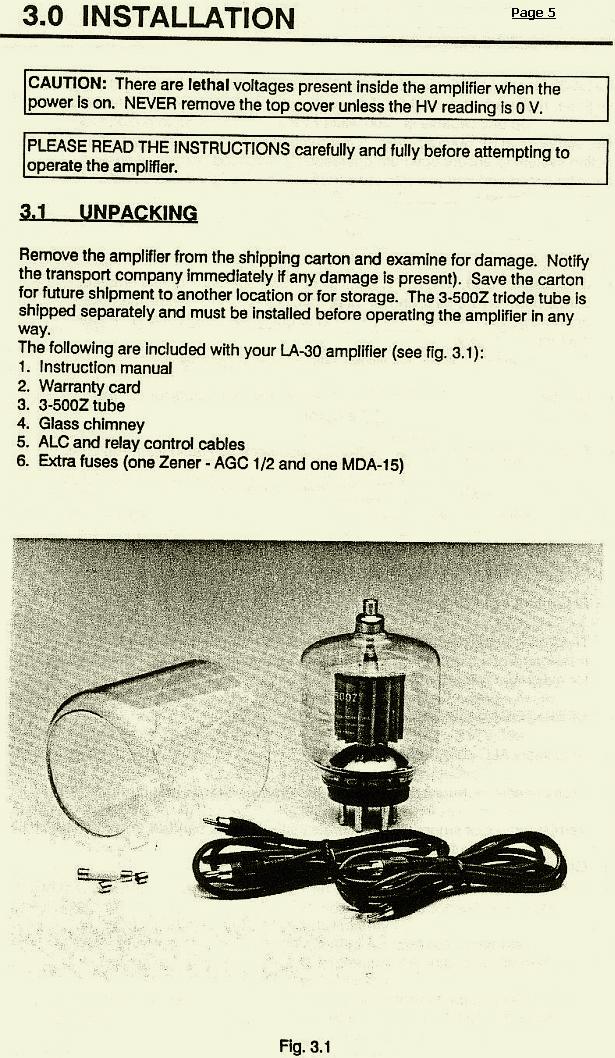 3.0 INSTALLATION
Page 5
CAUTION: There are lethal voltages present inside the amplifier when the
power is on. NEVER remove the top cover unless the HV reading is 0 V.
PLEASE READ THE INSTRUCTIONS carefully and fully before attempting to
operate the amplifier.
3.1 UNPACKING
Remove the amplifier from the shipping carton and examine for damage. Notify
the transport company immediately if any damage is present). Save the carton
for future shipment to another location or for storage. The 3-500Z triode tube is
shipped separately and must be installed before operating the amplifier in any
way.
The following are included with your LA-30 amplifier (see fig. 3.1):
1. Instruction manual
2. Warranty card
3. 3-500Z tube
4. Glass chimney
5. ALC and relay control cables
6. Extra fuses (one Zener - AGC 1/2 and one MDA-15)
Fig. 3.1